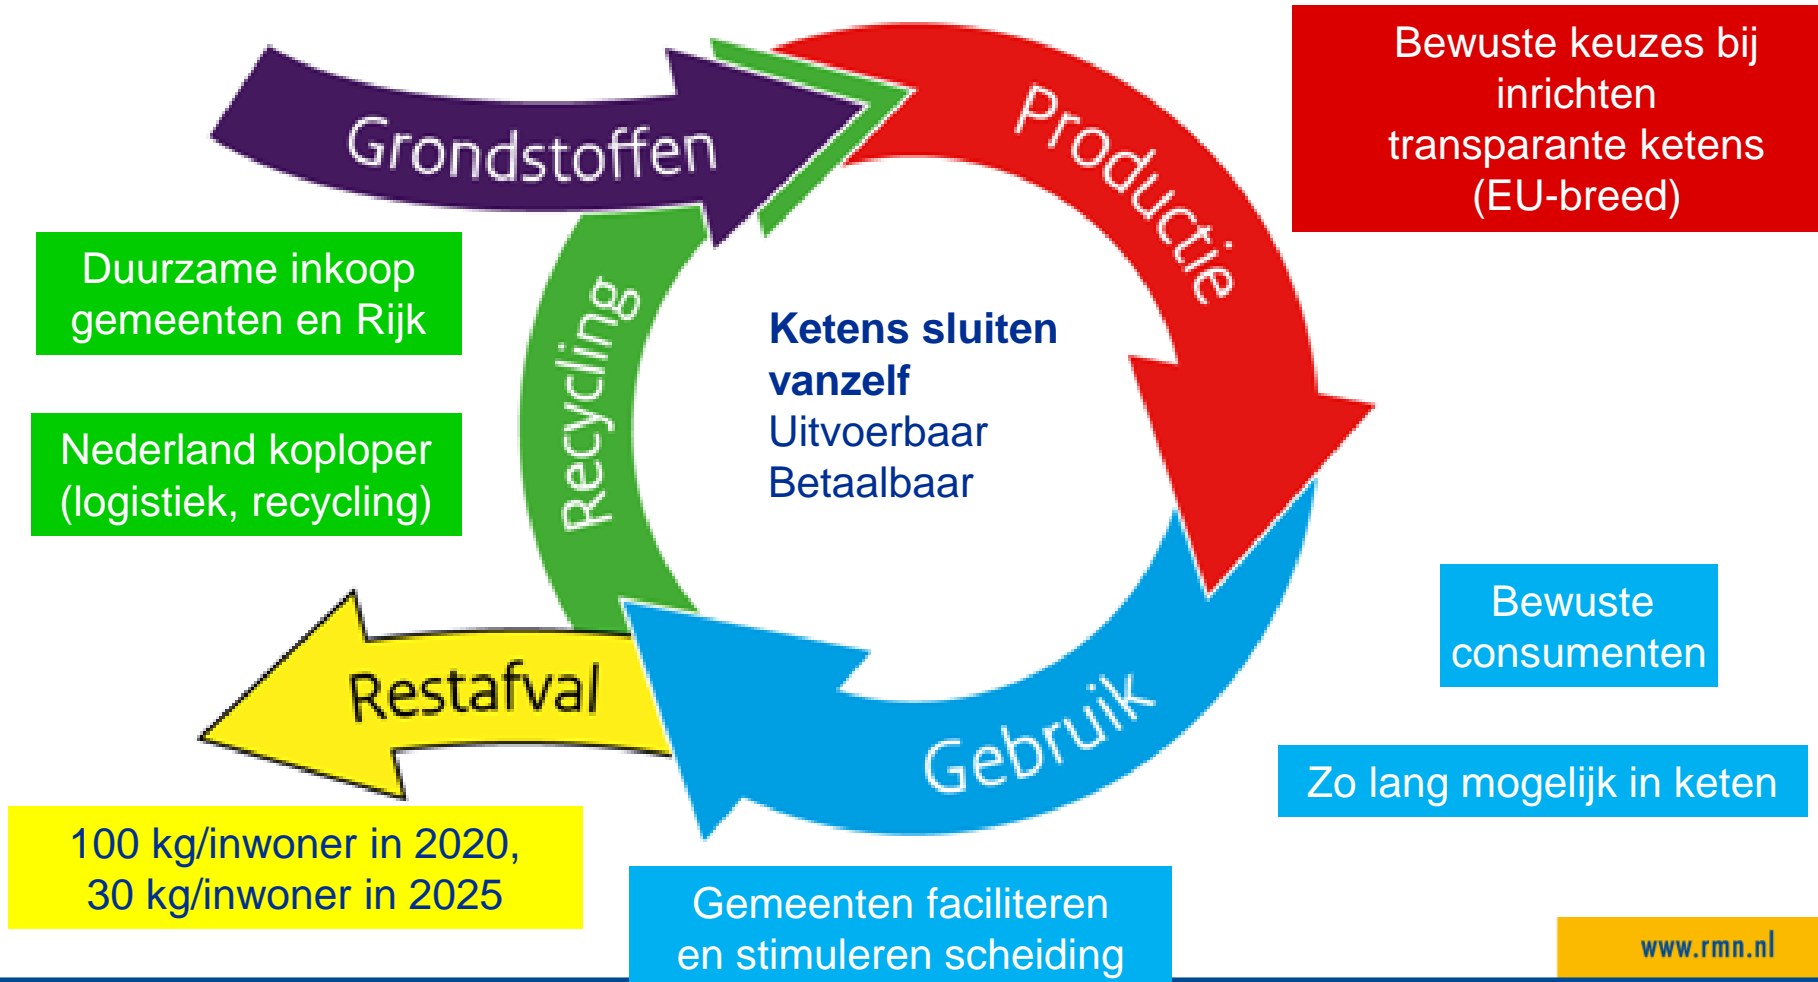 Grondstoffen
Productie
Bewuste keuzes bij
inrichten
transparante ketens
(EU-breed)
Duurzame inkoop
gemeenten en Rijk
Recycling
Ketens sluiten
vanzelf
Uitvoerbaar
Betaalbaar
Nederland koploper
(logistiek, recycling)
Bewuste
consumenten
Restafval
Gebruik
Zo lang mogelijk in keten
100 kg/inwoner in 2020,
30 kg/inwoner in 2025
Gemeenten faciliteren
en stimuleren scheiding
www.rmn.nl